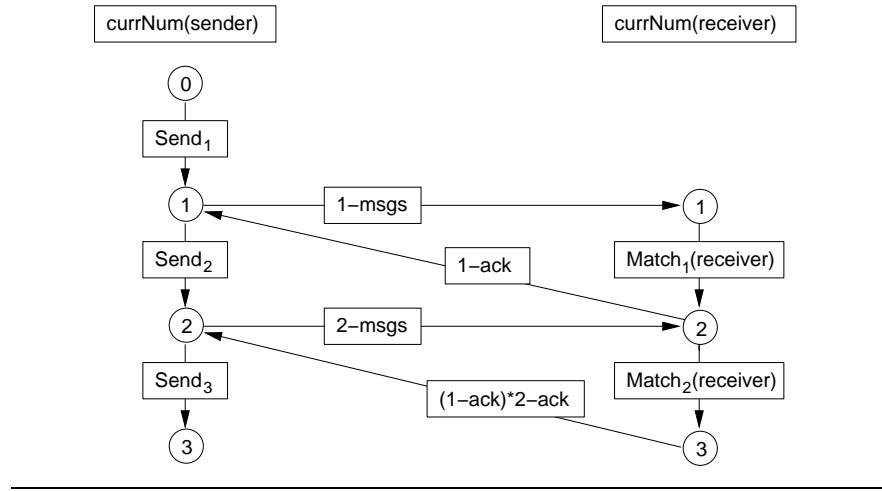 currNum(sender) currNum(receiver)
0
Send1
1 1−msgs 1
Send2 1−ack Match1(receiver)
2 2−msgs 2
Send3 (1−ack)*2−ack Match2(receiver)
3 3